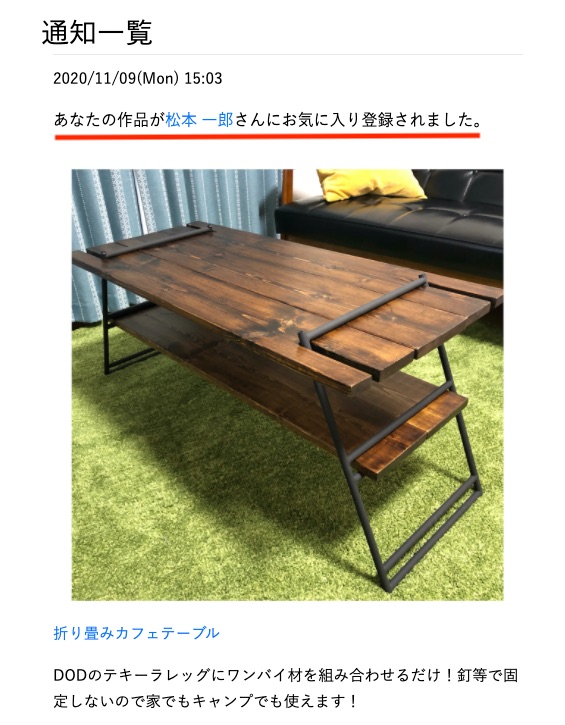 通知一覧
2020/11/09(Mon) 15:03
あなたの作品が松本 一郎さんにお気に入り登録されました。
折り畳みカフェテーブル
DODのテキーラレッグにワンバイ材を組み合わせるだけ！釘等で固
定しないので家でもキャンプでも使えます！